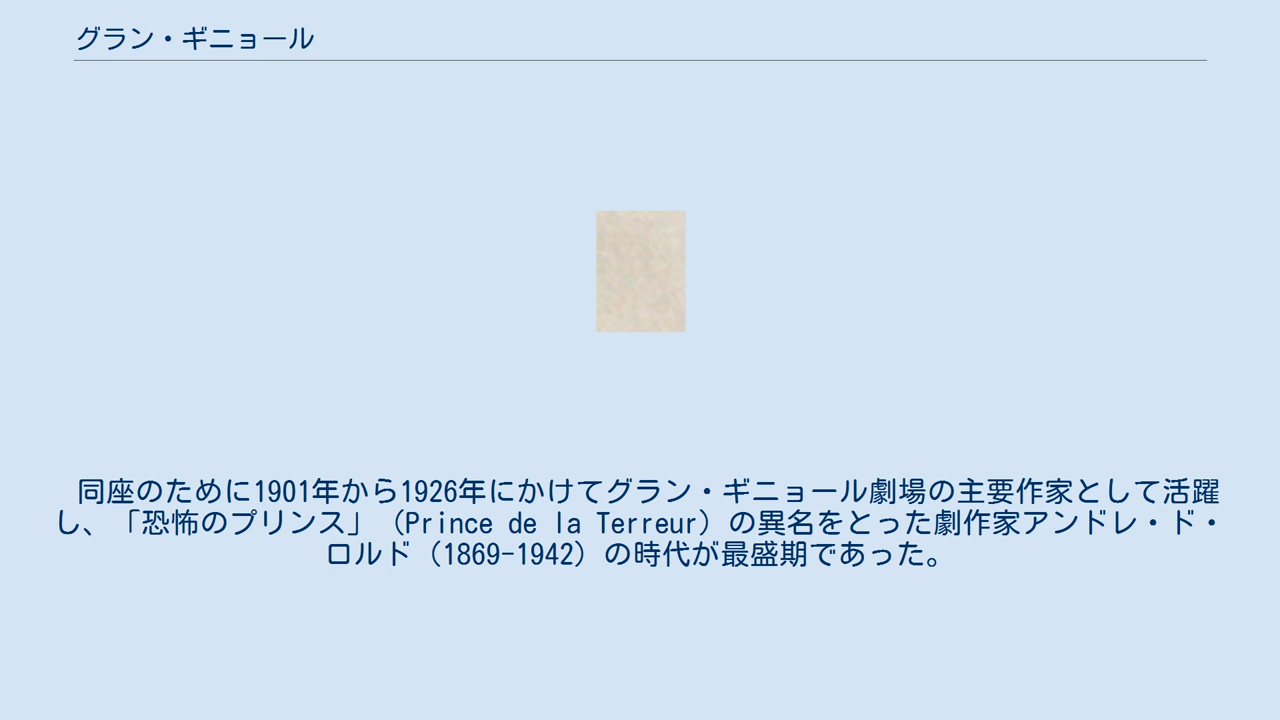 グラン・ギニョール
同座のために1901年から1926年にかけてグラン・ギニョール劇場の主要作家として活躍
し、「恐怖のプリンス」（Prince de la Terreur）の異名をとった劇作家アンドレ・ド・
ロルド（1869-1942）の時代が最盛期であった。